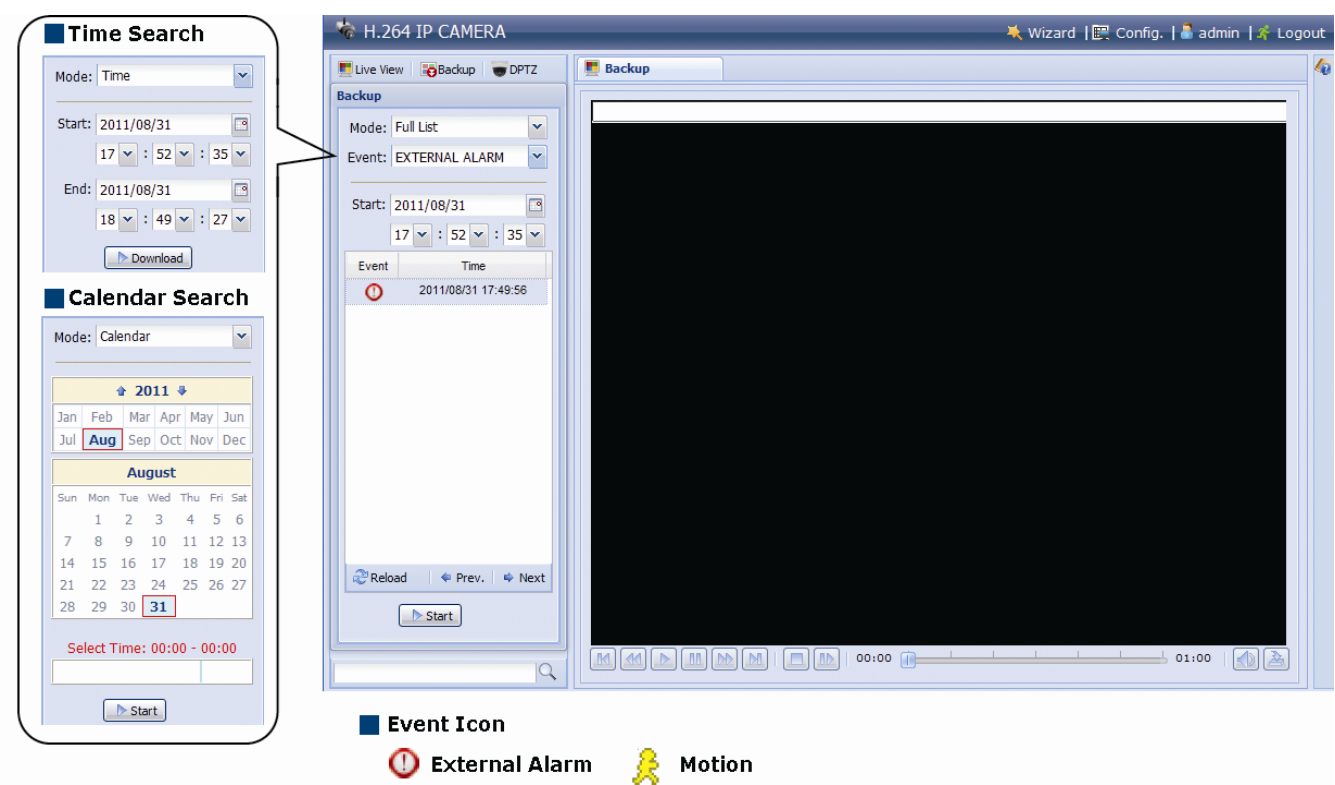 Time Search
Mode: Time
Start: 2011/08/31
17 : 52 : 35
End: 2011/08/31
18 : 49 : 27
Download
Calendar Search
Mode: Calendar
2011
Jan Feb Mar Apr May Jun
Jul Aug Sep Oct Nov Dec
August
Sun Mon Tue Wed Thu Fri Sat
1 2 3 4 5 6
7 8 9 10 11 12 13
14 15 16 17 18 19 20
21 22 23 24 25 26 27
28 29 30 31
Select Time: 00:00 - 00:00
Start
H.264 IP CAMERA
Wizard | Config. | admin | Logout
Live View Backup DPTZ
Backup
Mode: Full List
Event: EXTERNAL ALARM
Start: 2011/08/31
17 : 52 : 35
Event Time
2011/08/31 17:49:56
Reload Prev. Next
Start
Backup
00:00 01:00
Event Icon
External Alarm Motion